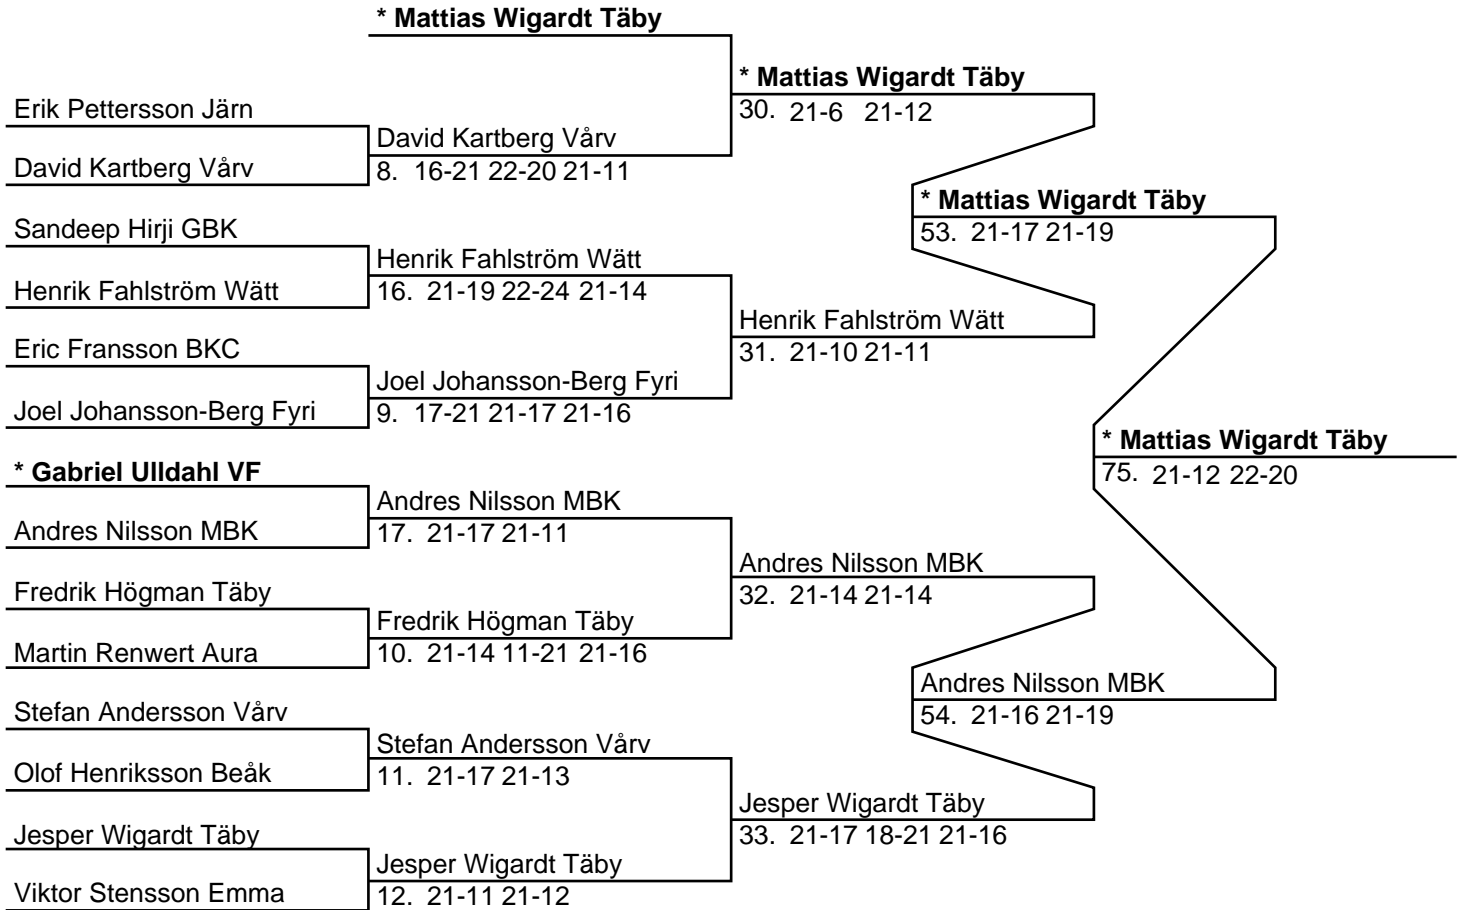 * Mattias Wigardt Täby
* Mattias Wigardt Täby
30. 21-6 21-12
Erik Pettersson Järn
David Kartberg Vårv
David Kartberg Vårv
8. 16-21 22-20 21-11
* Mattias Wigardt Täby
53. 21-17 21-19
Sandeep Hirji GBK
Henrik Fahlström Wätt
Henrik Fahlström Wätt
16. 21-19 22-24 21-14
Henrik Fahlström Wätt
31. 21-10 21-11
Eric Fransson BKC
Joel Johansson-Berg Fyri
Joel Johansson-Berg Fyri
9. 17-21 21-17 21-16
* Mattias Wigardt Täby
75. 21-12 22-20
* Gabriel Ulldahl VF
Andres Nilsson MBK
Andres Nilsson MBK
17. 21-17 21-11
Andres Nilsson MBK
32. 21-14 21-14
Fredrik Högman Täby
Fredrik Högman Täby
Martin Renwert Aura
10. 21-14 11-21 21-16
Andres Nilsson MBK
54. 21-16 21-19
Stefan Andersson Vårv
Stefan Andersson Vårv
Olof Henriksson Beåk
11. 21-17 21-13
Jesper Wigardt Täby
33. 21-17 18-21 21-16
Jesper Wigardt Täby
Jesper Wigardt Täby
Viktor Stensson Emma
12. 21-11 21-12